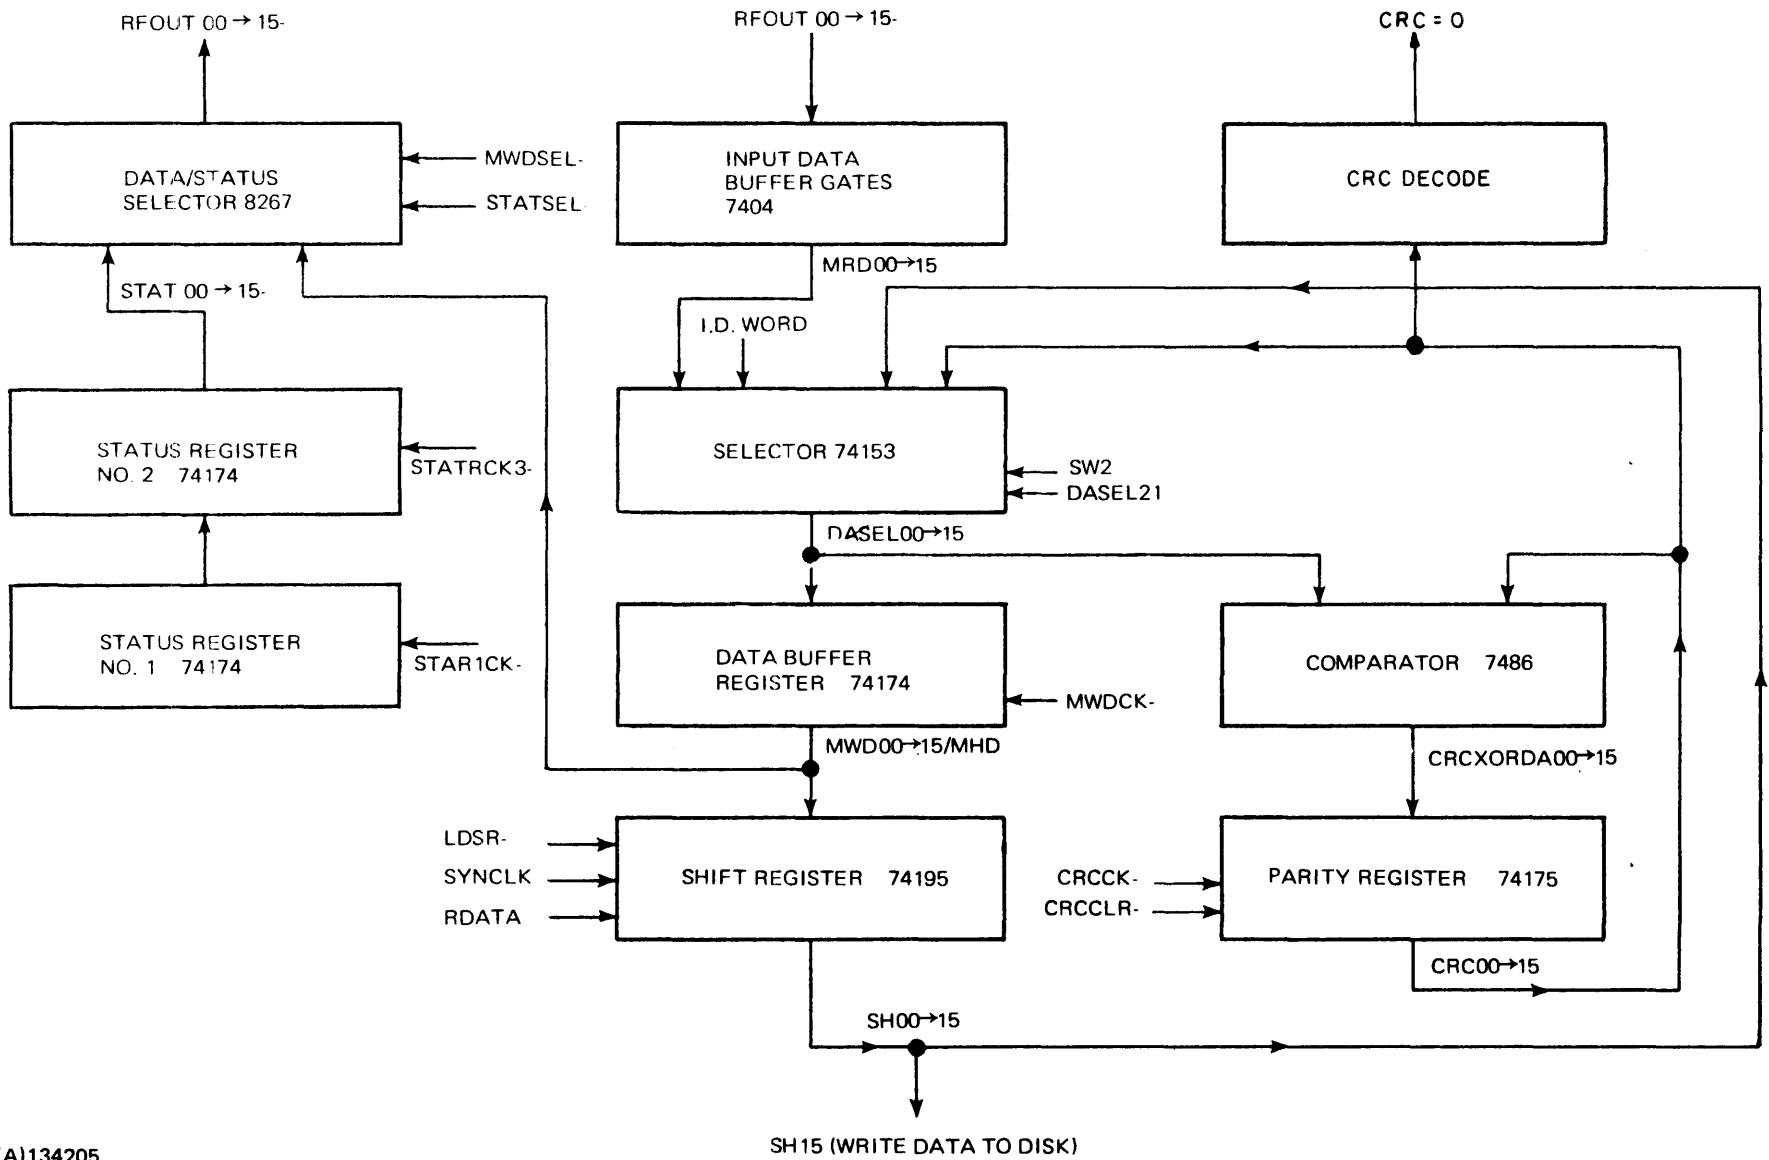 RFOUT 00 → 15-
RFOUT 00 → 15-
CRC = 0
DATA/STATUS
SELECTOR 8267
MWDSEL-
STATSEL
INPUT DATA
BUFFER GATES
7404
CRC DECODE
MRD00→15
STAT 00 → 15-
I.D. WORD
STATUS REGISTER
NO. 2 74174
STATRCK3-
SELECTOR 74153
SW2
DASEL21
DASEL00→15
STATUS REGISTER
NO. 1 74174
STAR1CK-
DATA BUFFER
REGISTER 74174
MWDCK-
COMPARATOR 7486
MWD00→15/MHD
CRCXORDA00→15
LDSR-
SYNCLK
RDATA
SHIFT REGISTER 74195
CRCCK-
CRCCLR-
PARITY REGISTER 74175
CRC00→15
SH00→15
SH15 (WRITE DATA TO DISK)
A)134205